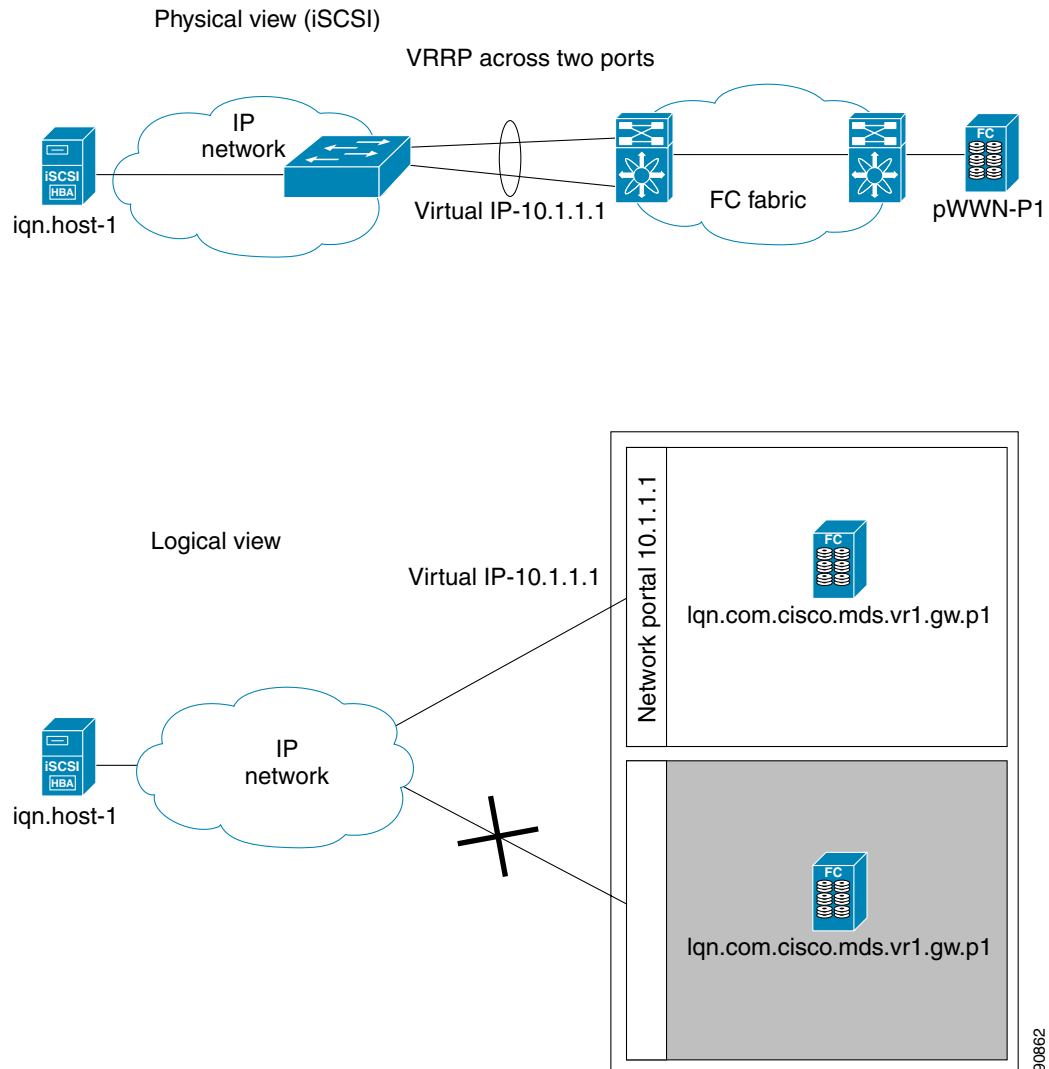 Physical view (iSCSI)
VRRP across two ports
IP
network
iSCSI
HBA
iqn.host-1
Virtual IP-10.1.1.1
FC fabric
FC
pWWN-P1
Logical view
Virtual IP-10.1.1.1
Network portal 10.1.1.1
FC
Iqn.com.cisco.mds.vr1.gw.p1
iSCSI
HBA
iqn.host-1
IP
network
FC
Iqn.com.cisco.mds.vr1.gw.p1
90862